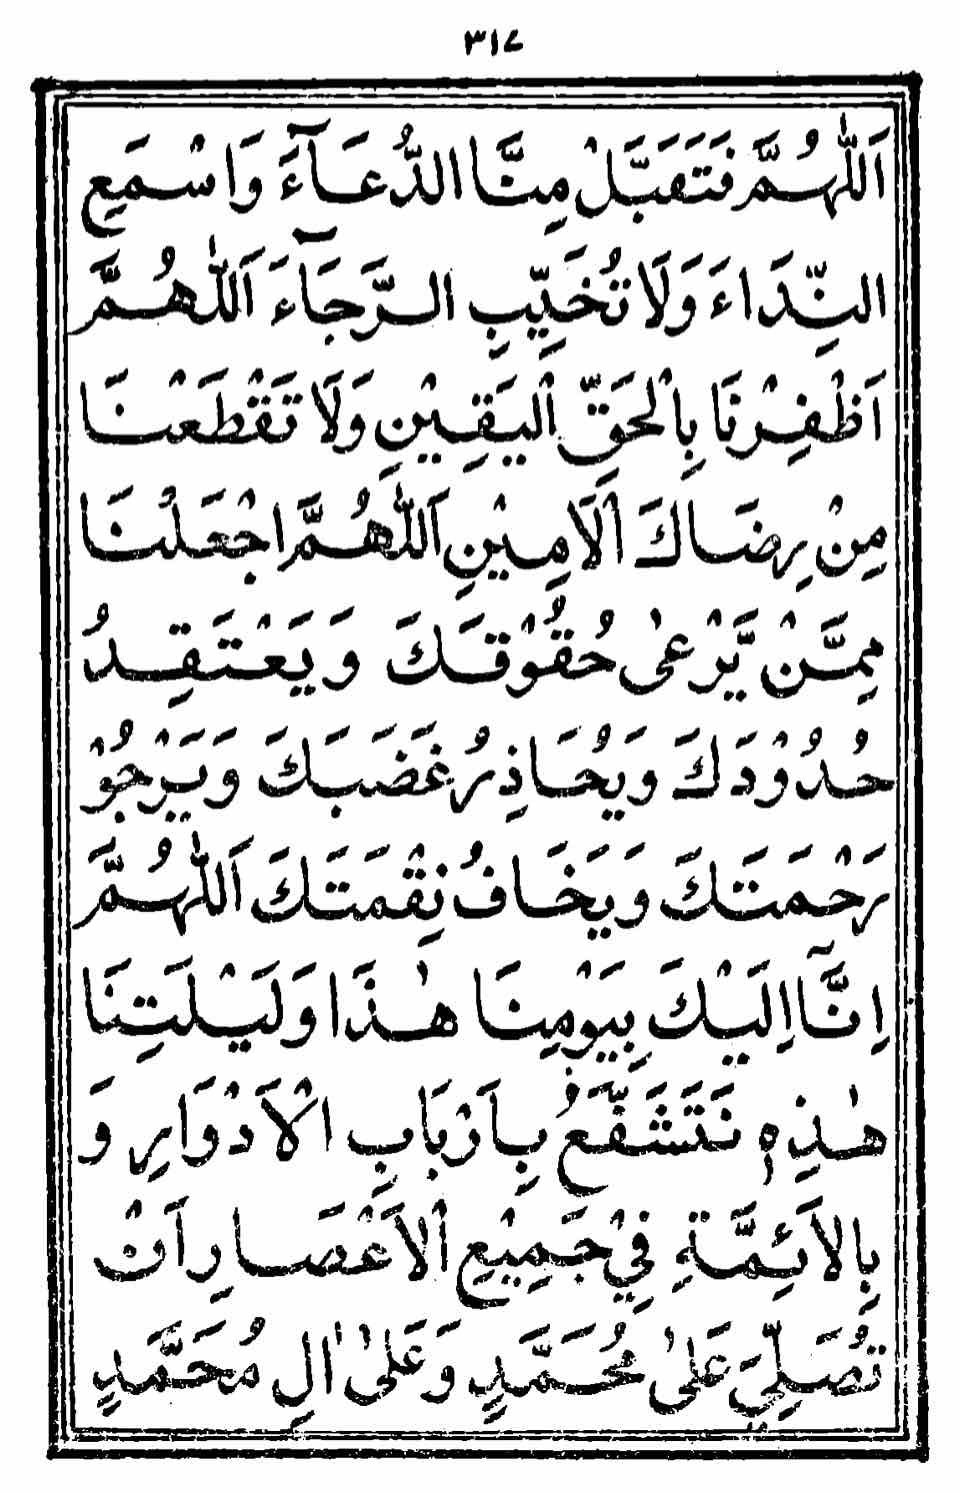 ٣١٧
اَللّٰهُمَّ فَتَقَبَّلْ مِنَّا الدُّعَآءَ وَاسْمَعِ
النِّدَاءَ وَلَا تُخَيِّبِ الرَّجَآءَ اَللّٰهُمَّ
اَظْفِرْنَا بِالْحَقِّ الْيَقِيْنِ وَلَا تَقْطَعْنَا
مِنْ رِضَاكَ الْاَمِيْنِ اَللّٰهُمَّ اجْعَلْنَا
مِمَّنْ يَّرْعٰى حُقُوْقَكَ وَيَعْتَقِدُ
حُدُوْدَكَ وَيُحَاذِرُ غَضَبَكَ وَيَرْجُوْ
رَحْمَتَكَ وَيَخَافُ نِقْمَتَكَ اَللّٰهُمَّ
اِنَّآ اِلَيْكَ بِيَوْمِنَا هٰذَا وَلَيْلَتِنَا
هٰذِهٖ نَتَشَفَّعُ بِاَرْبَابِ الْاَدْوَارِ وَ
بِالْاَئِمَّةِ فِيْ جَمِيْعِ الْاَعْصَارِ اَنْ
تُصَلِّيَ عَلٰى مُحَمَّدٍ وَعَلٰى اٰلِ مُحَمَّدٍ